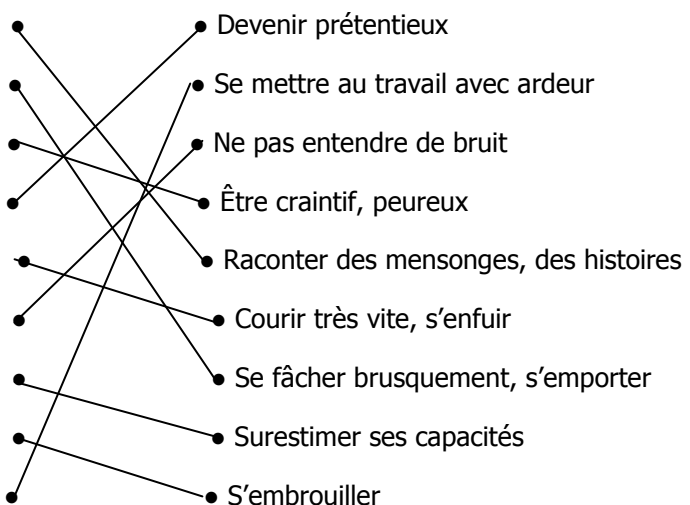 Devenir prétentieux
Se mettre au travail avec ardeur
Ne pas entendre de bruit
Être craintif, peureux
Raconter des mensonges, des histoires
Courir très vite, s’enfuir
Se fâcher brusquement, s’emporter
Surestimer ses capacités
S’embrouiller